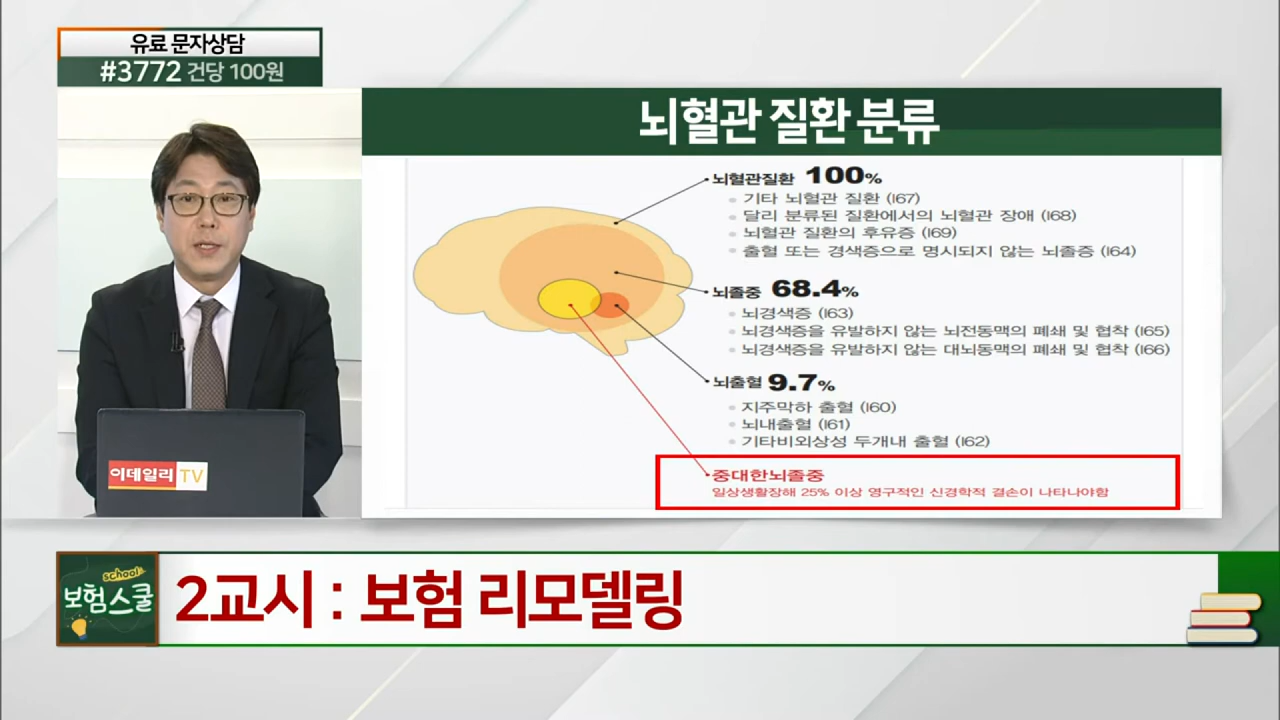 유료 문자상담
#3772 건당 100원
뇌혈관 질환 분류
뇌혈관질환 100%
기타 뇌혈관 질환 (I67)
달리 분류된 질환에서의 뇌혈관 장애 (I68)
뇌혈관 질환의 후유증 (I69)
출혈 또는 경색증으로 명시되지 않는 뇌졸증 (I64)
뇌졸중 68.4%
뇌경색증 (I63)
뇌경색증을 유발하지 않는 뇌전동맥의 폐쇄 및 협착 (I65)
뇌경색증을 유발하지 않는 대뇌동맥의 폐쇄 및 협착 (I66)
뇌출혈 9.7%
지주막하 출혈 (I60)
뇌내출혈 (I61)
기타비외상성 두개내 출혈 (I62)
중대한뇌졸중
일상생활장해 25% 이상 영구적인 신경학적 결손이 나타나야함
이데일리 TV
school
보험스쿨
2교시 : 보험 리모델링